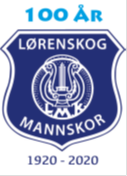 100 ÅR
LØRENSKOG
LMK
MANNSKOR
1920 - 2020